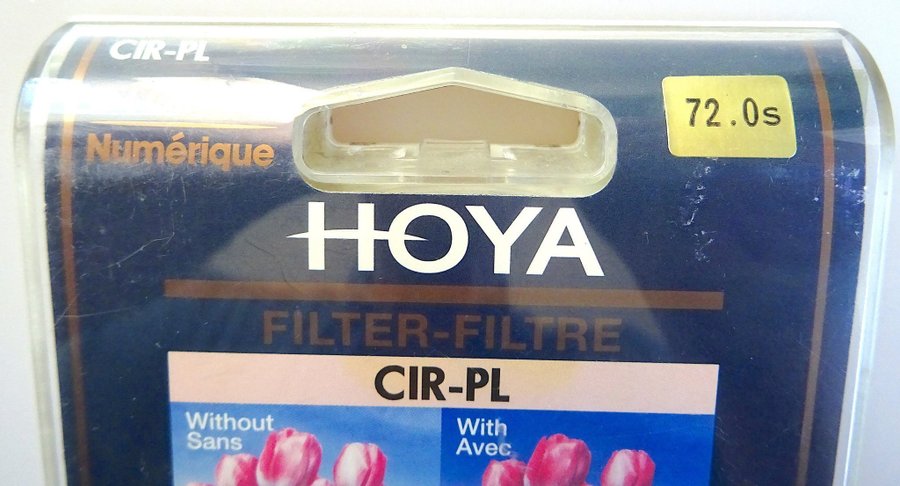 CIR-PL
Numérique
72.0s
HOYA
FILTER-FILTRE
CIR-PL
Without
Sans
With
Avec